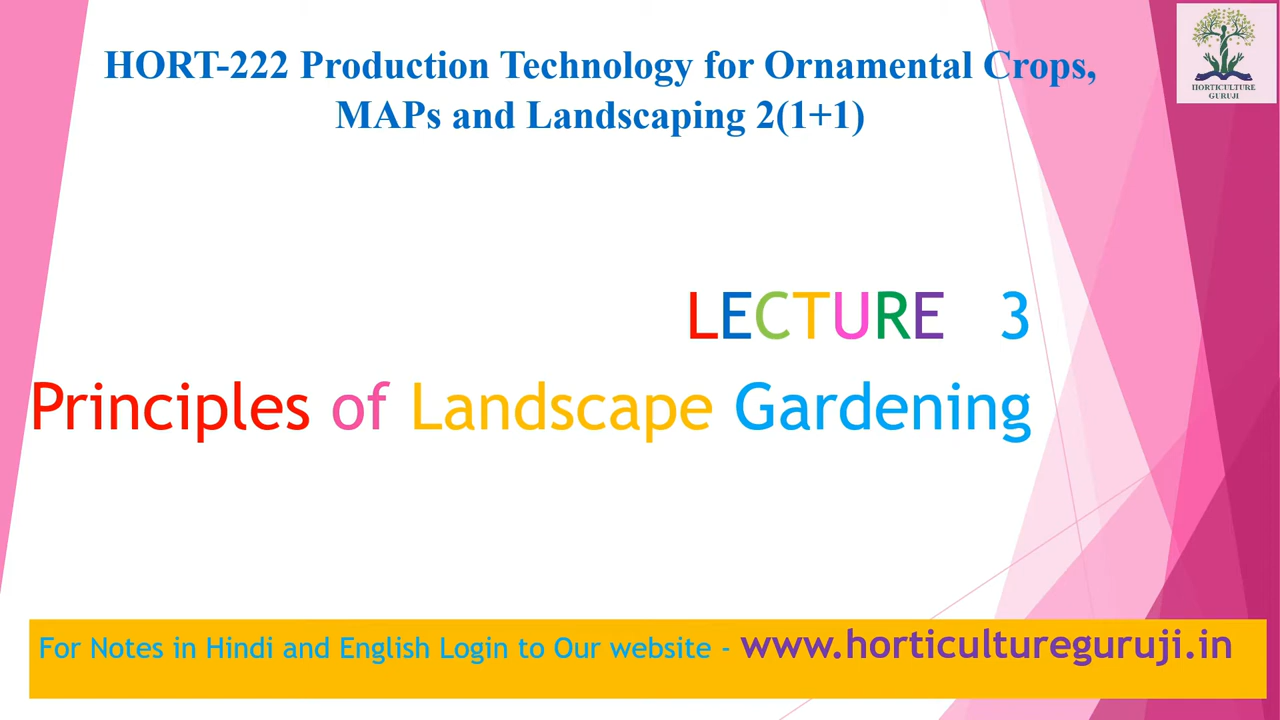 HORT-222 Production Technology for Ornamental Crops,
MAPs and Landscaping 2(1+1)
HORTICULTURE
GURUJI
LECTURE 3
Principles of Landscape Gardening
For Notes in Hindi and English Login to Our website - www.horticultureguruji.in